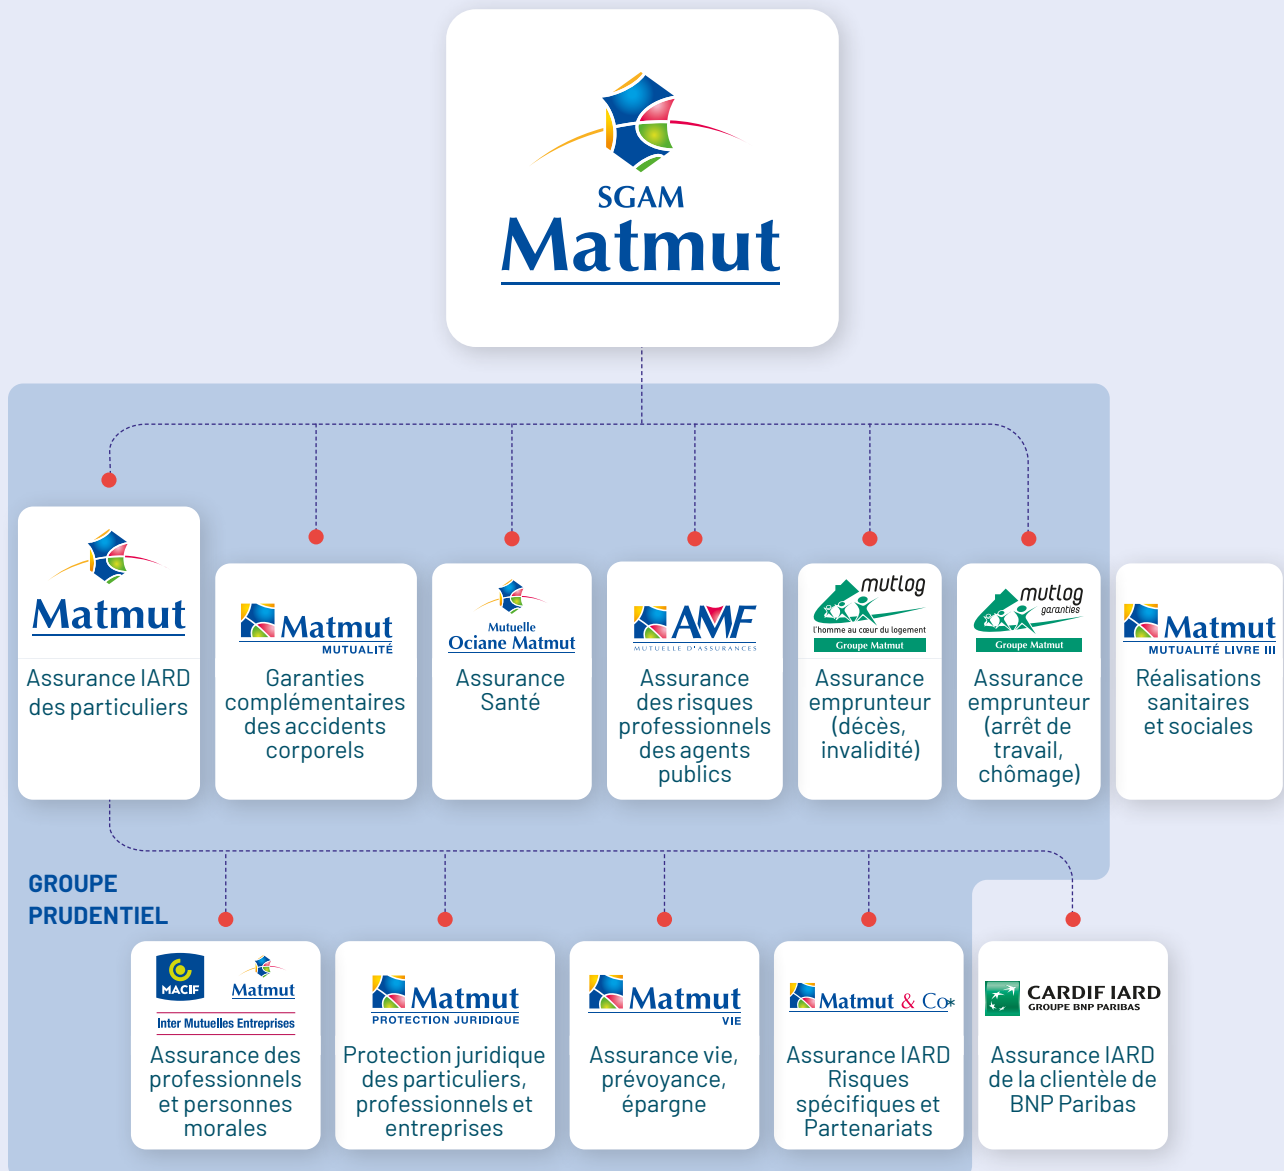 SGAM
Matmut
Matmut
Assurance IARD
des particuliers
Matmut
MUTUALITÉ
Garanties
complémentaires
des accidents
corporels
Mutuelle
Ociane Matmut
Assurance
Santé
AMF
MUTUELLE D'ASSURANCES
Assurance
des risques
professionnels
des agents
publics
mutlog
l'homme au cœur du logement
Groupe Matmut
Assurance
emprunteur
(décès,
invalidité)
mutlog
garanties
Groupe Matmut
Assurance
emprunteur
(arrêt de
travail,
chômage)
Matmut
MUTUALITÉ LIVRE III
Réalisations
sanitaires
et sociales
GROUPE
PRUDENTIEL
MACIF
Matmut
Inter Mutuelles Entreprises
Assurance des
professionnels
et personnes
morales
Matmut
PROTECTION JURIDIQUE
Protection juridique
des particuliers,
professionnels et
entreprises
Matmut
VIE
Assurance vie,
prévoyance,
épargne
Matmut & Co*
Assurance IARD
Risques
spécifiques et
Partenariats
CARDIF IARD
GROUPE BNP PARIBAS
Assurance IARD
de la clientèle de
BNP Paribas